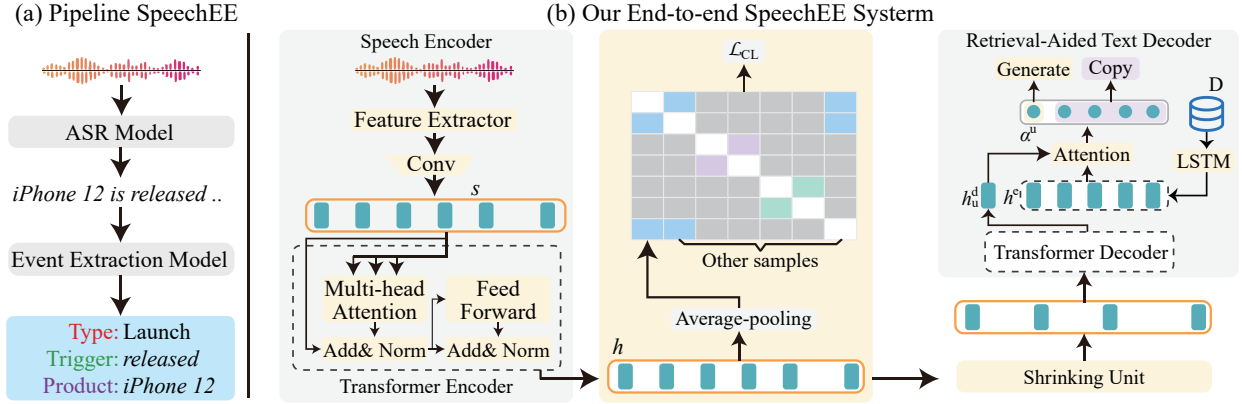 (a) Pipeline SpeechEE
ASR Model
iPhone 12 is released ..
Event Extraction Model
Type: Launch
Trigger: released
Product: iPhone 12
(b) Our End-to-end SpeechEE Systerm
Speech Encoder
Feature Extractor
Conv
s
Multi-head
Attention
Feed
Forward
Add& Norm
Add& Norm
Transformer Encoder
ℒCL
Other samples
Average-pooling
h
Retrieval-Aided Text Decoder
Generate
Copy
D
αᵘ
Attention
LSTM
hᵤᵈ
hᵉ
Transformer Decoder
Shrinking Unit